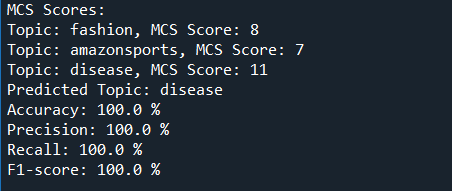 MCS Scores:
Topic: fashion, MCS Score: 8
Topic: amazonsports, MCS Score: 7
Topic: disease, MCS Score: 11
Predicted Topic: disease
Accuracy: 100.0 %
Precision: 100.0 %
Recall: 100.0 %
F1-score: 100.0 %